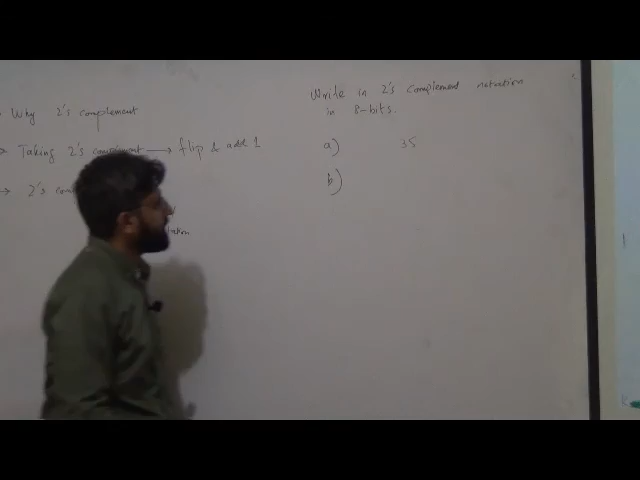 Why 2's complement
→ Taking 2's complement → flip & add 1
→ 2's
Write in 2's complement notation
in 8-bits.
a) 35
b)